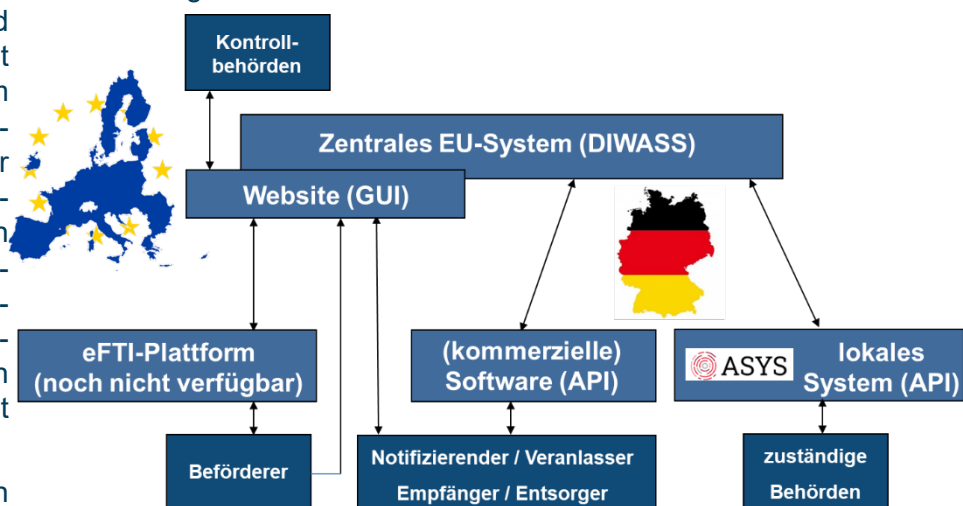 d
t
n
-
r
-
n
-
-
-
n
t
n
Kontroll-
behörden
Zentrales EU-System (DIWASS)
Website (GUI)
eFTI-Plattform
(noch nicht verfügbar)
(kommerzielle)
Software (API)
ASYS
lokales
System (API)
Beförderer
Notifizierender / Veranlasser
Empfänger / Entsorger
zuständige
Behörden